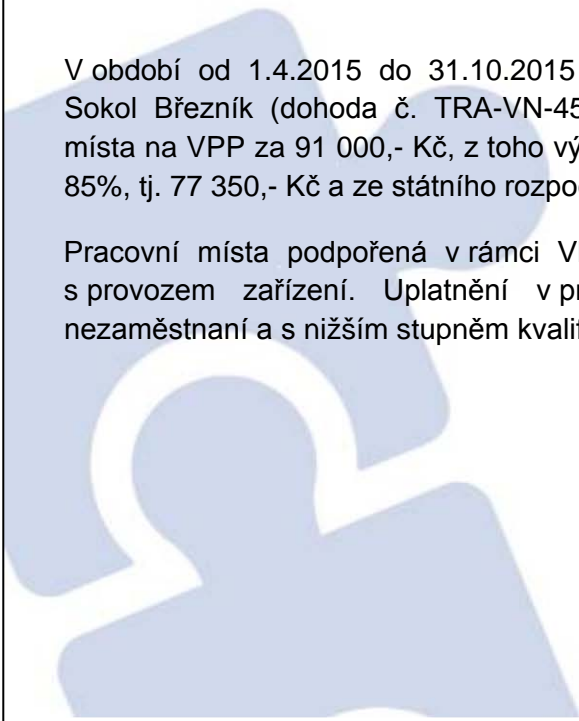 V období od 1.4.2015 do 31.10.2015
Sokol Březník (dohoda č. TRA-VN-45
místa na VPP za 91 000,- Kč, z toho vý
85%, tj. 77 350,- Kč a ze státního rozpo
Pracovní místa podpořená v rámci V
s provozem zařízení. Uplatnění v pr
nezaměstnaní a s nižším stupněm kvalif